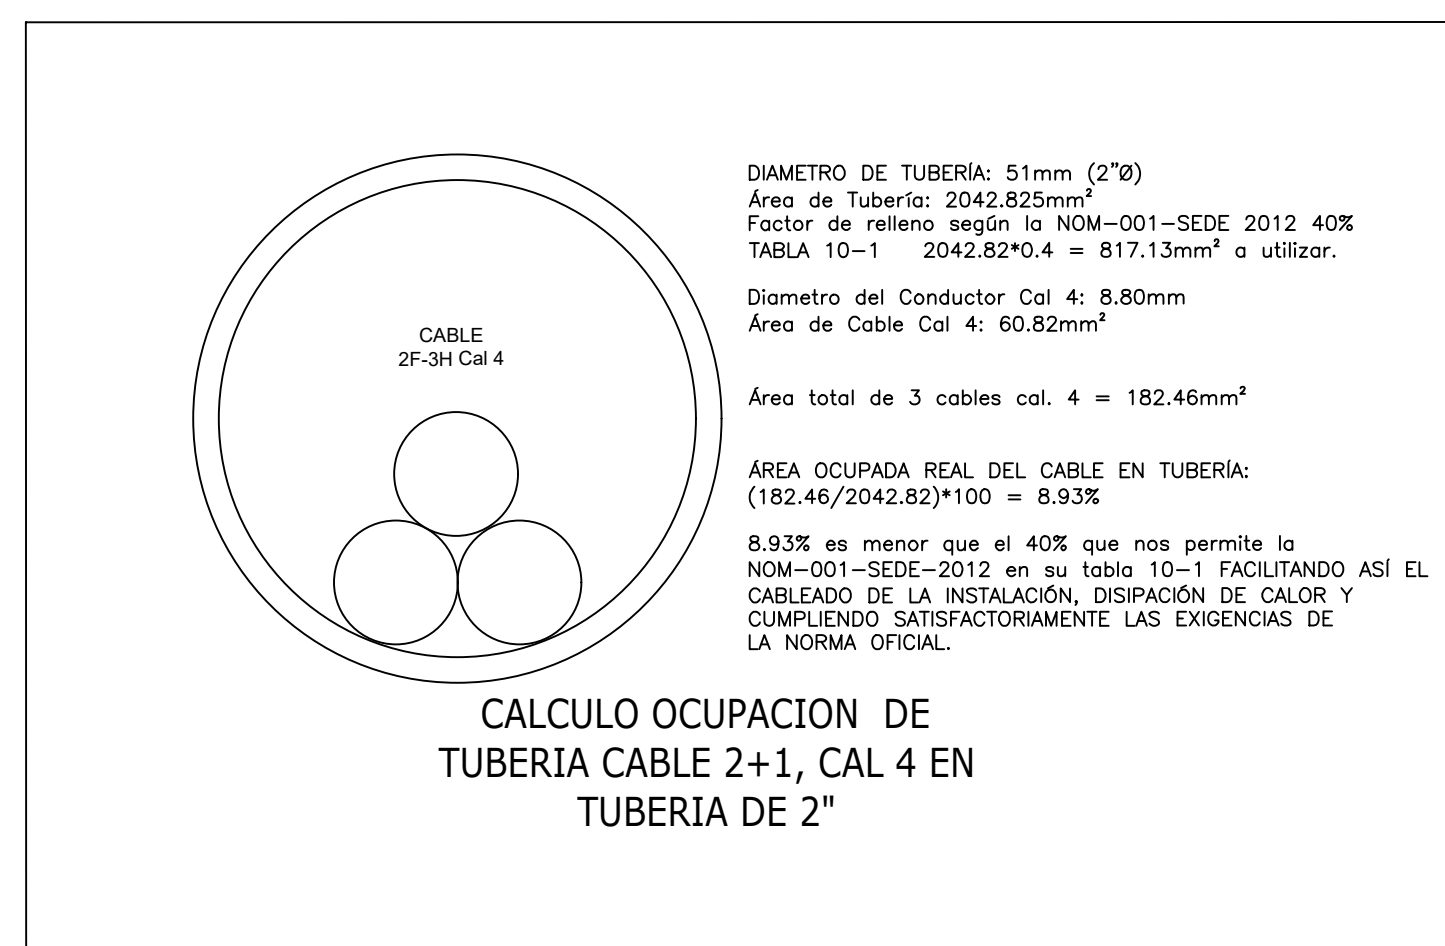 CABLE
2F-3H Cal 4
DIAMETRO DE TUBERÍA: 51mm (2”Ø)
Área de Tubería: 2042.825mm²
Factor de relleno según la NOM-001-SEDE 2012 40%
TABLA 10-1 2042.82*0.4 = 817.13mm² a utilizar.
Diametro del Conductor Cal 4: 8.80mm
Área de Cable Cal 4: 60.82mm²
Área total de 3 cables cal. 4 = 182.46mm²
ÁREA OCUPADA REAL DEL CABLE EN TUBERÍA:
(182.46/2042.82)*100 = 8.93%
8.93% es menor que el 40% que nos permite la
NOM-001-SEDE-2012 en su tabla 10-1 FACILITANDO ASÍ EL
CABLEADO DE LA INSTALACIÓN, DISIPACIÓN DE CALOR Y
CUMPLIENDO SATISFACTORIAMENTE LAS EXIGENCIAS DE
LA NORMA OFICIAL.
CALCULO OCUPACION DE
TUBERIA CABLE 2+1, CAL 4 EN
TUBERIA DE 2"